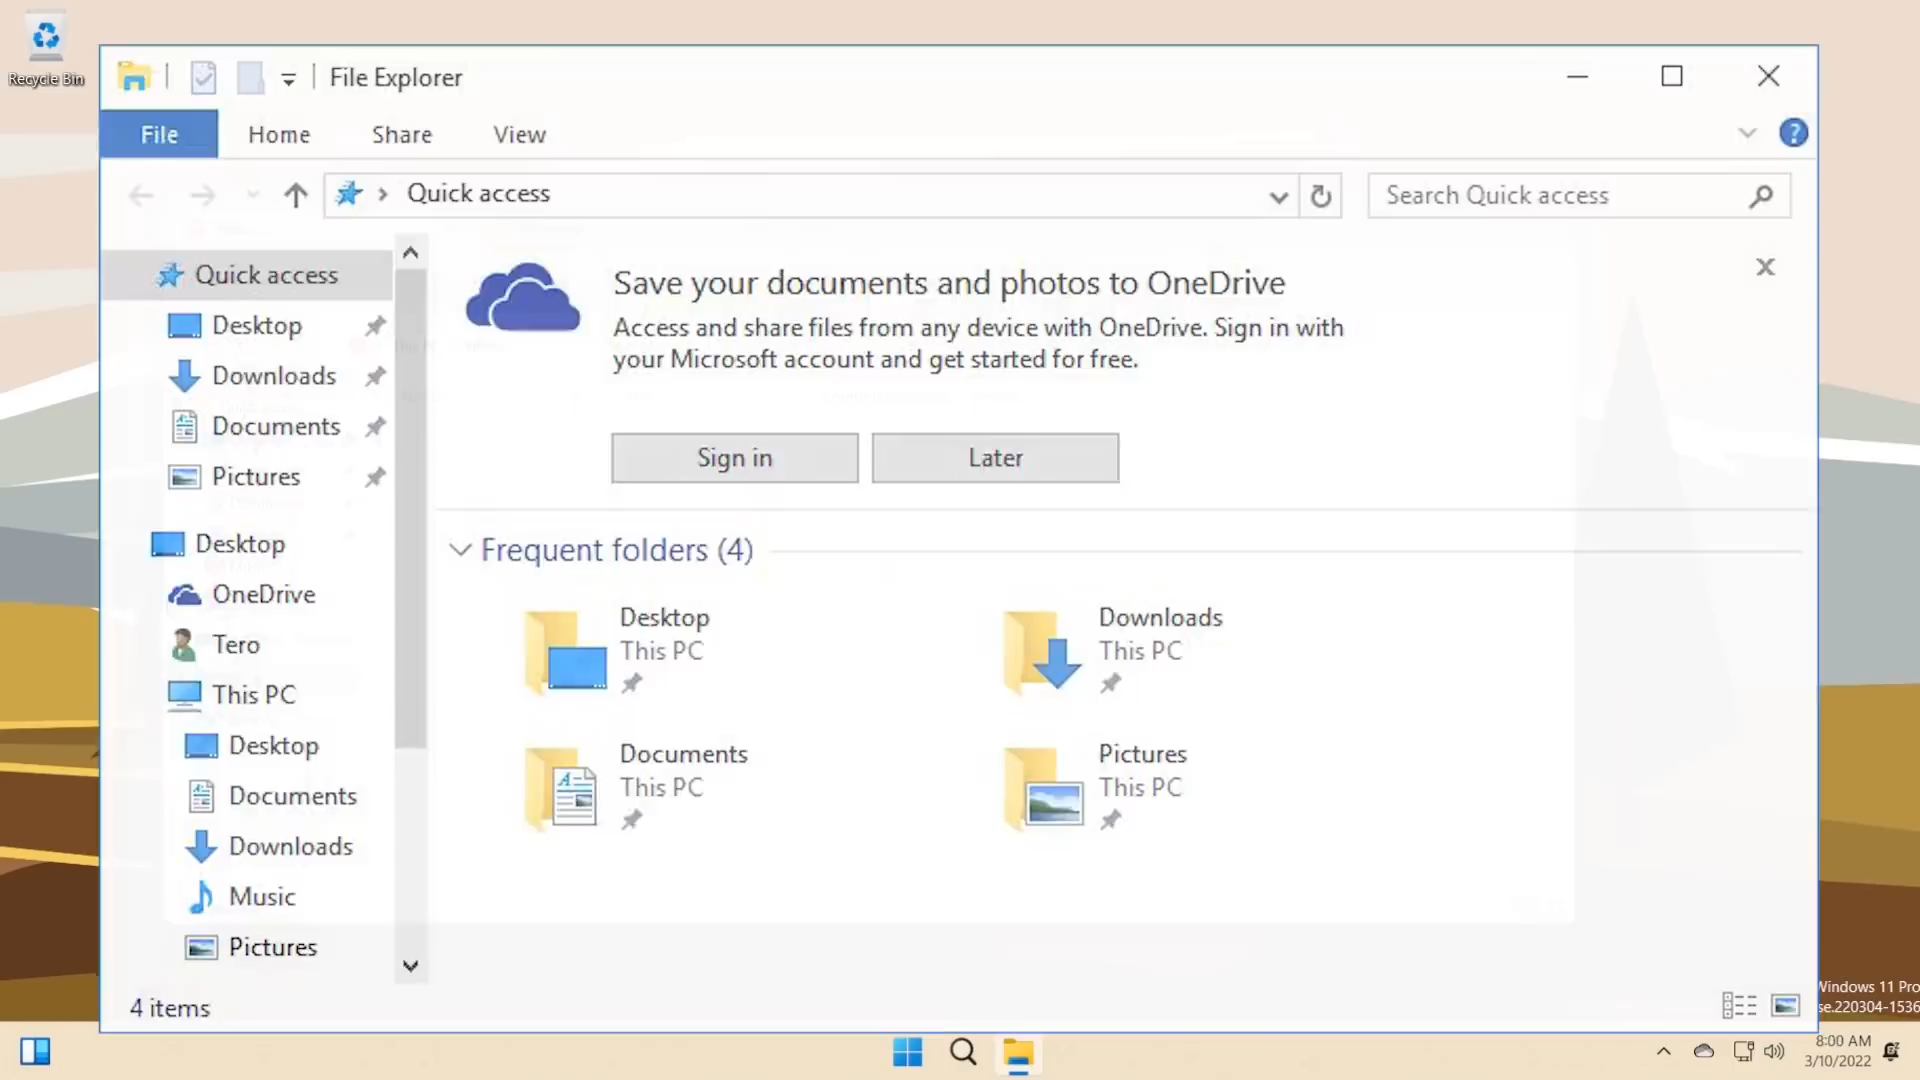 Recycle Bin
File Explorer
File
Home
Share
View
Quick access
Search Quick access
Quick access
Desktop
Downloads
Documents
Pictures
Desktop
OneDrive
Tero
This PC
Desktop
Documents
Downloads
Music
Pictures
Save your documents and photos to OneDrive
Access and share files from any device with OneDrive. Sign in with
your Microsoft account and get started for free.
Sign in
Later
Frequent folders (4)
Desktop
This PC
Downloads
This PC
Documents
This PC
Pictures
This PC
4 items
Windows 11 Pro
se.220304-1536
8:00 AM
3/10/2022